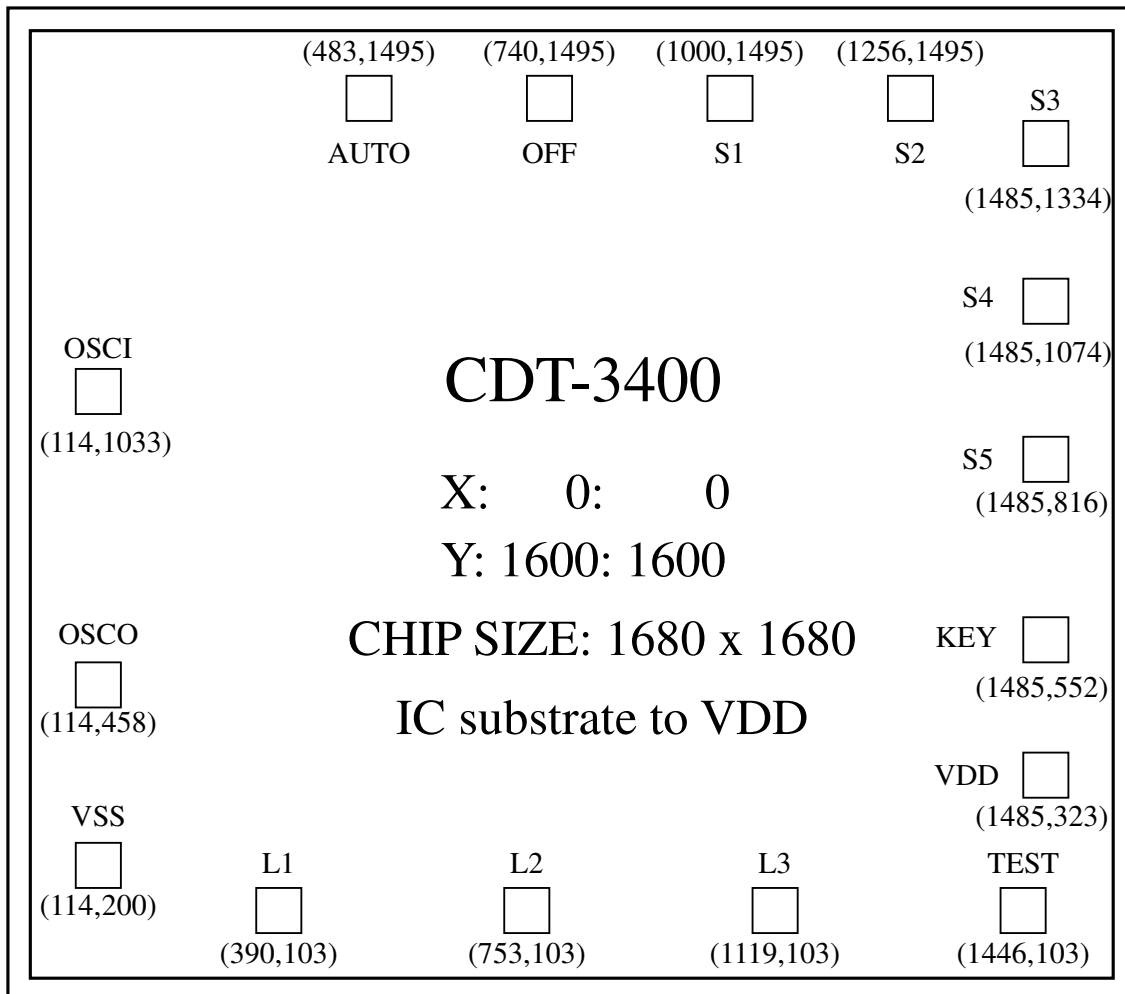 (483,1495) (740,1495) (1000,1495) (1256,1495)
S3
AUTO OFF S1 S2
(1485,1334)
S4
(1485,1074)
OSCI
(114,1033)
CDT-3400
S5
(1485,816)
X: 0: 0
Y: 1600: 1600
CHIP SIZE: 1680 x 1680
IC substrate to VDD
OSCO
(114,458)
KEY
(1485,552)
VDD
(1485,323)
VSS
(114,200)
L1 L2 L3 TEST
(390,103) (753,103) (1119,103) (1446,103)